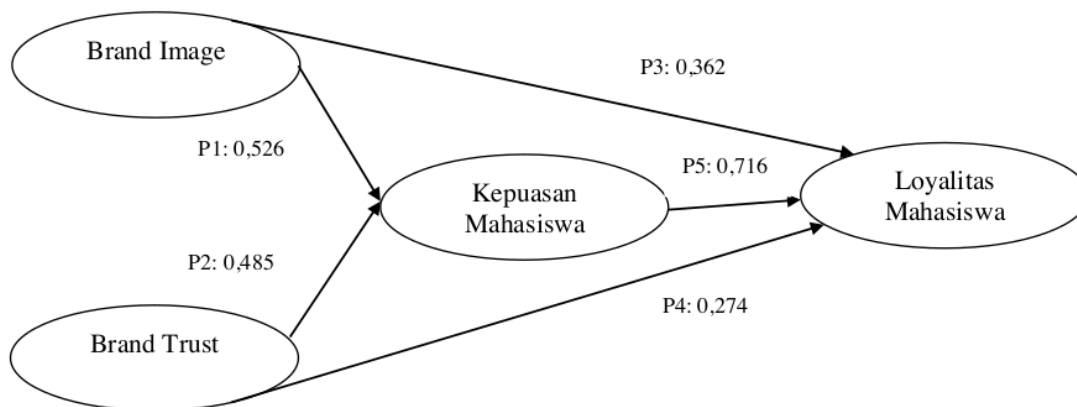 Brand Image
P3: 0,362
P1: 0,526
P5: 0,716
Kepuasan
Mahasiswa
Loyalitas
Mahasiswa
P2: 0,485
P4: 0,274
Brand Trust